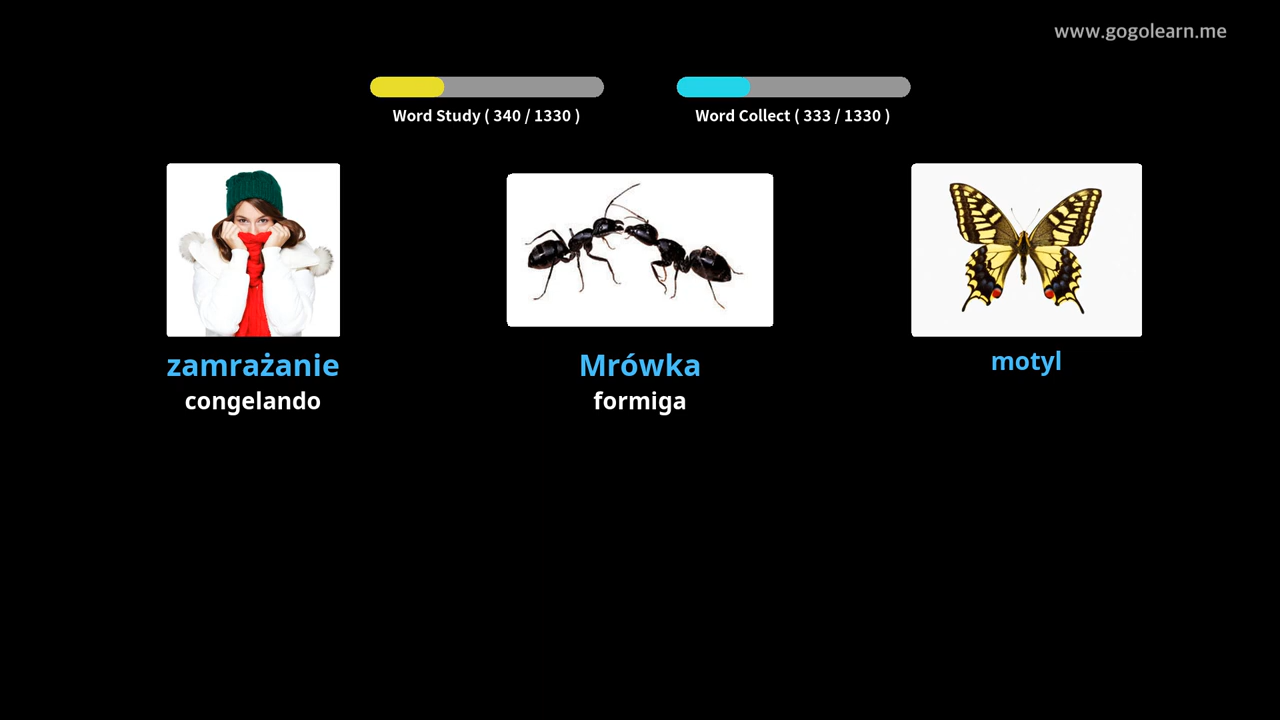 www.gogolearn.me
Word Study ( 340 / 1330 )
Word Collect ( 333 / 1330 )
zamrażanie
congelando
Mrówka
formiga
motyl